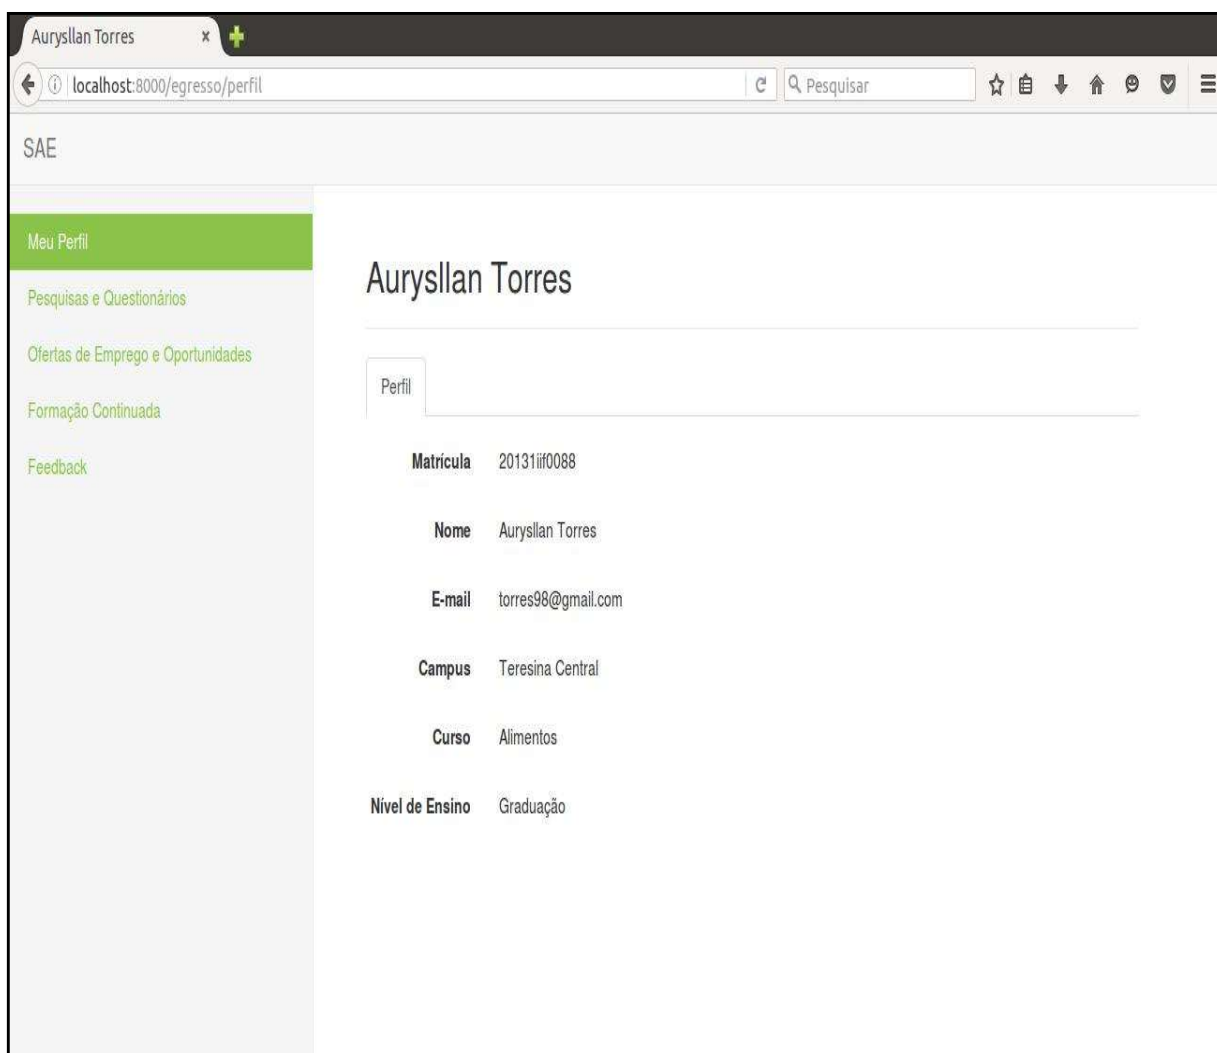 Aurysllan Torres
localhost:8000/egresso/perfil
Pesquisar
SAE
Meu Perfil
Pesquisas e Questionários
Ofertas de Emprego e Oportunidades
Formação Continuada
Feedback
Aurysllan Torres
Perfil
Matrícula 20131iif0088
Nome Aurysllan Torres
E-mail torres98@gmail.com
Campus Teresina Central
Curso Alimentos
Nível de Ensino Graduação